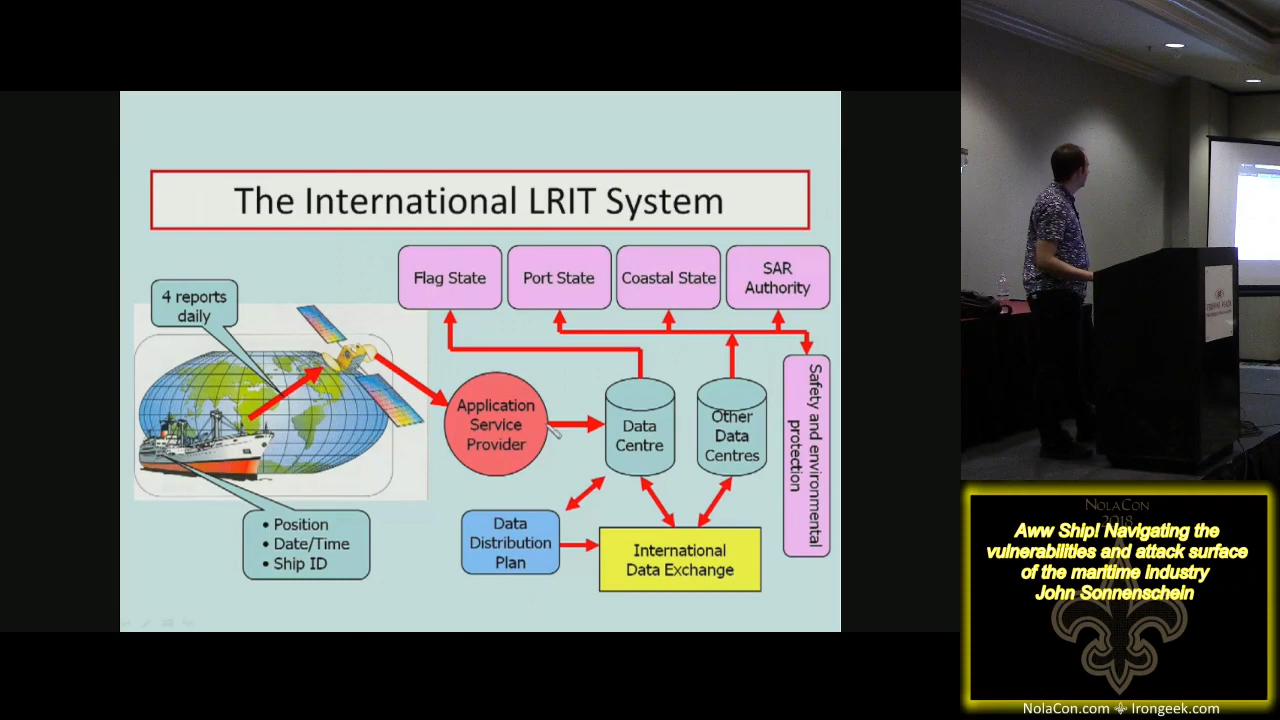 The International LRIT System
Flag State
Port State
Coastal State
SAR
Authority
4 reports
daily
Application
Service
Provider
Data
Centre
Other
Data
Centres
Safety and environmental
protection
• Position
• Date/Time
• Ship ID
Data
Distribution
Plan
International
Data Exchange
NOLACON
2018
Aww Ship! Navigating the
vulnerabilities and attack surface
of the maritime industry
John Sonnenschein
NolaCon.com ⚜ Irongeek.com